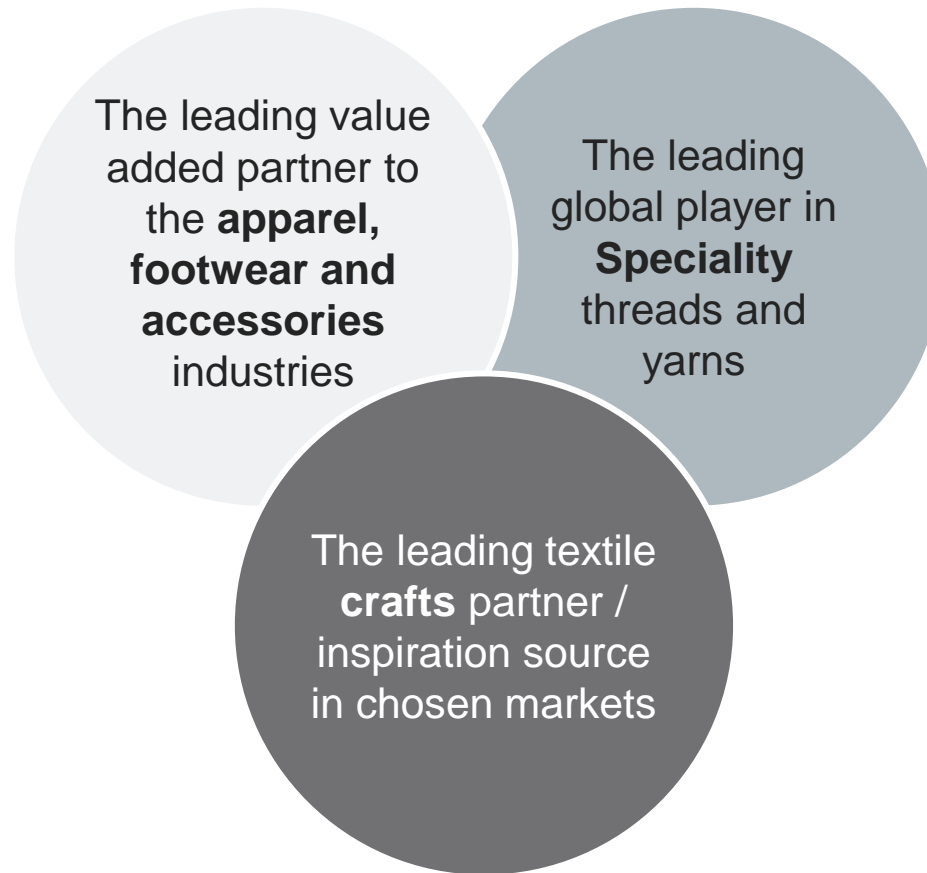 The leading value
added partner to
the apparel,
footwear and
accessories
industries
The leading
global player in
Speciality
threads and
yarns
The leading textile
crafts partner /
inspiration source
in chosen markets